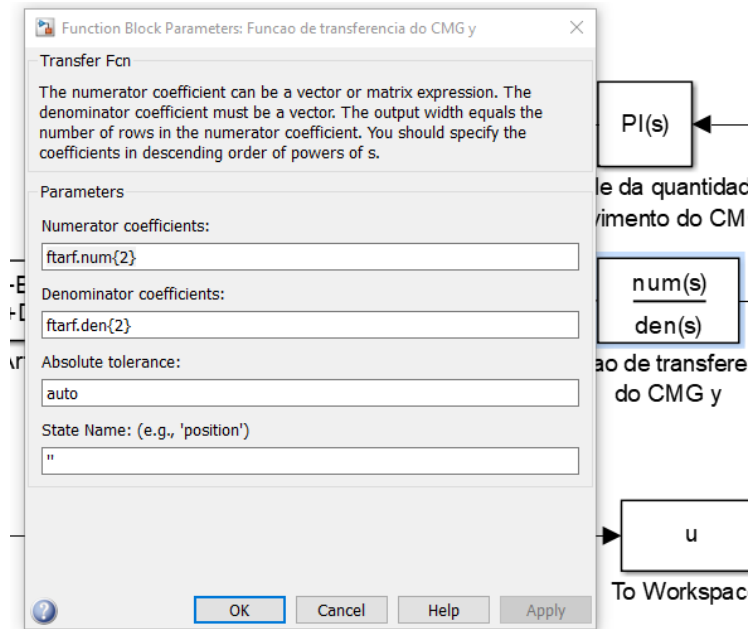 Function Block Parameters: Funcao de transferencia do CMG y
Transfer Fcn
The numerator coefficient can be a vector or matrix expression. The
denominator coefficient must be a vector. The output width equals the
number of rows in the numerator coefficient. You should specify the
coefficients in descending order of powers of s.
Parameters
Numerator coefficients:
ftarf.num{2}
Denominator coefficients:
ftarf.den{2}
Absolute tolerance:
auto
State Name: (e.g., 'position')
''
OK Cancel Help Apply
PI(s)
le da quantidad
vimento do CM
num(s)
den(s)
ao de transfere
do CMG y
u
To Workspac